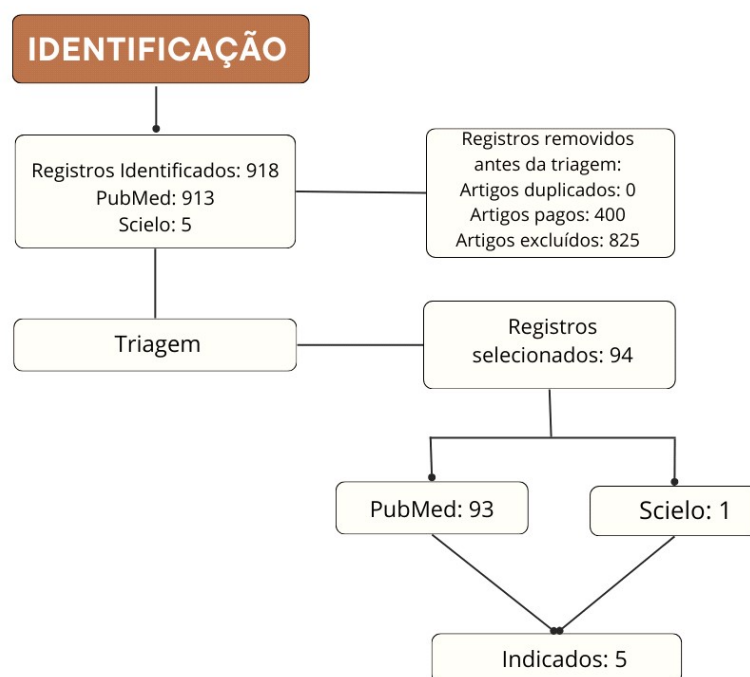 IDENTIFICAÇÃO
Registros Identificados: 918
PubMed: 913
Scielo: 5
Registros removidos
antes da triagem:
Artigos duplicados: 0
Artigos pagos: 400
Artigos excluídos: 825
Triagem
Registros
selecionados: 94
PubMed: 93
Scielo: 1
Indicados: 5